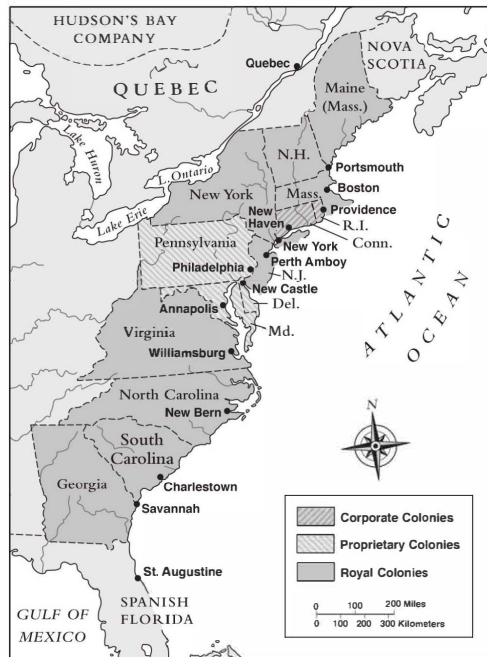 HUDSON'S BAY
COMPANY
NOVA
SCOTIA
Quebec
QUEBEC
Maine
(Mass.)
Lake Huron
L. Ontario
N.H.
Portsmouth
Mass.
Boston
New York
Lake Erie
New
Haven
Providence
R.I.
Conn.
New York
Pennsylvania
Perth Amboy
Philadelphia
N.J.
New Castle
Del.
Annapolis
Md.
Virginia
Williamsburg
ATLANTIC
OCEAN
North Carolina
New Bern
N
South
Carolina
Georgia
Charlestown
Savannah
St. Augustine
SPANISH
FLORIDA
GULF OF
MEXICO
Corporate Colonies
Proprietary Colonies
Royal Colonies
0 100 200 Miles
0 100 200 300 Kilometers